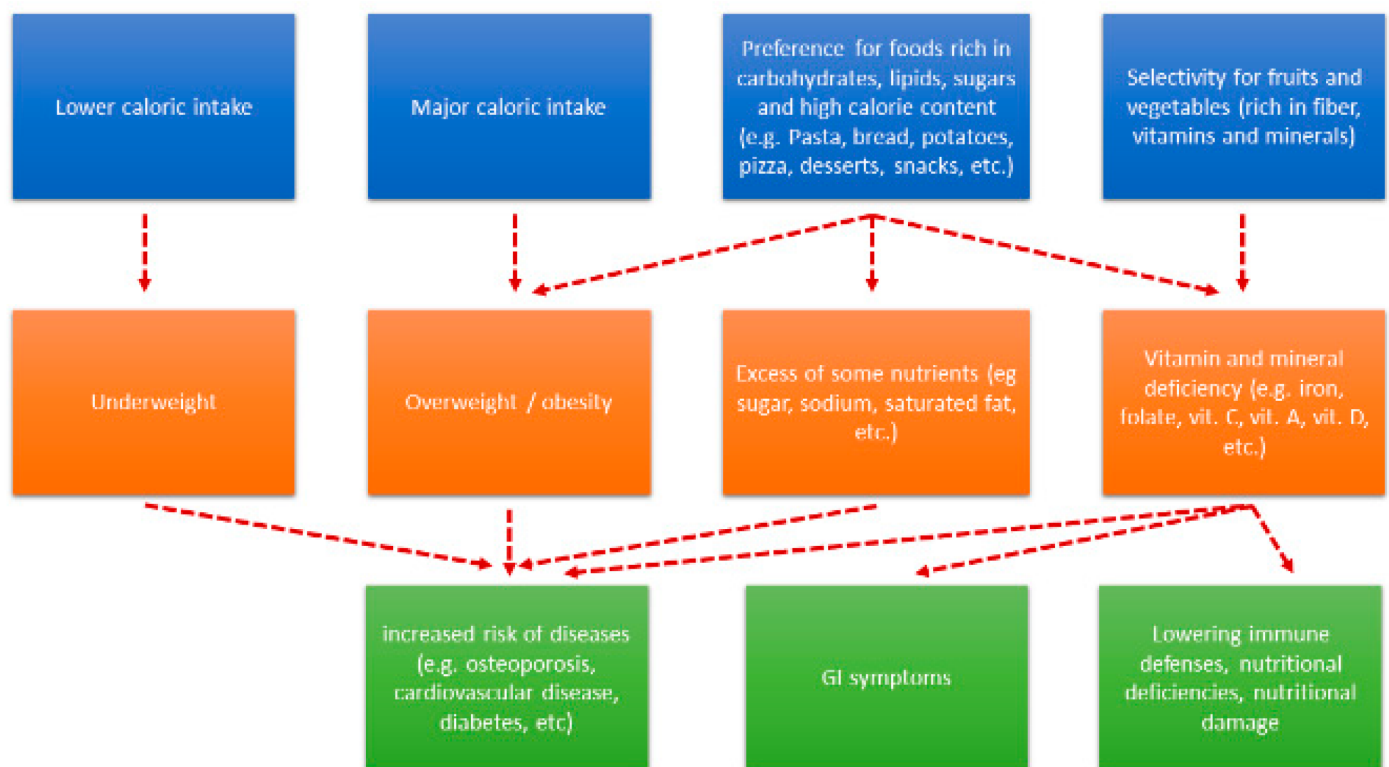 Lower caloric intake
Major caloric intake
Preference for foods rich in
carbohydrates, lipids, sugars
and high calorie content
(e.g. Pasta, bread, potatoes,
pizza, desserts, snacks, etc.)
Selectivity for fruits and
vegetables (rich in fiber,
vitamins and minerals)
Underweight
Overweight / obesity
Excess of some nutrients (eg
sugar, sodium, saturated fat,
etc.)
Vitamin and mineral
deficiency (e.g. iron,
folate, vit. C, vit. A, vit. D,
etc.)
increased risk of diseases
(e.g. osteoporosis,
cardiovascular disease,
diabetes, etc)
GI symptoms
Lowering immune
defenses, nutritional
deficiencies, nutritional
damage